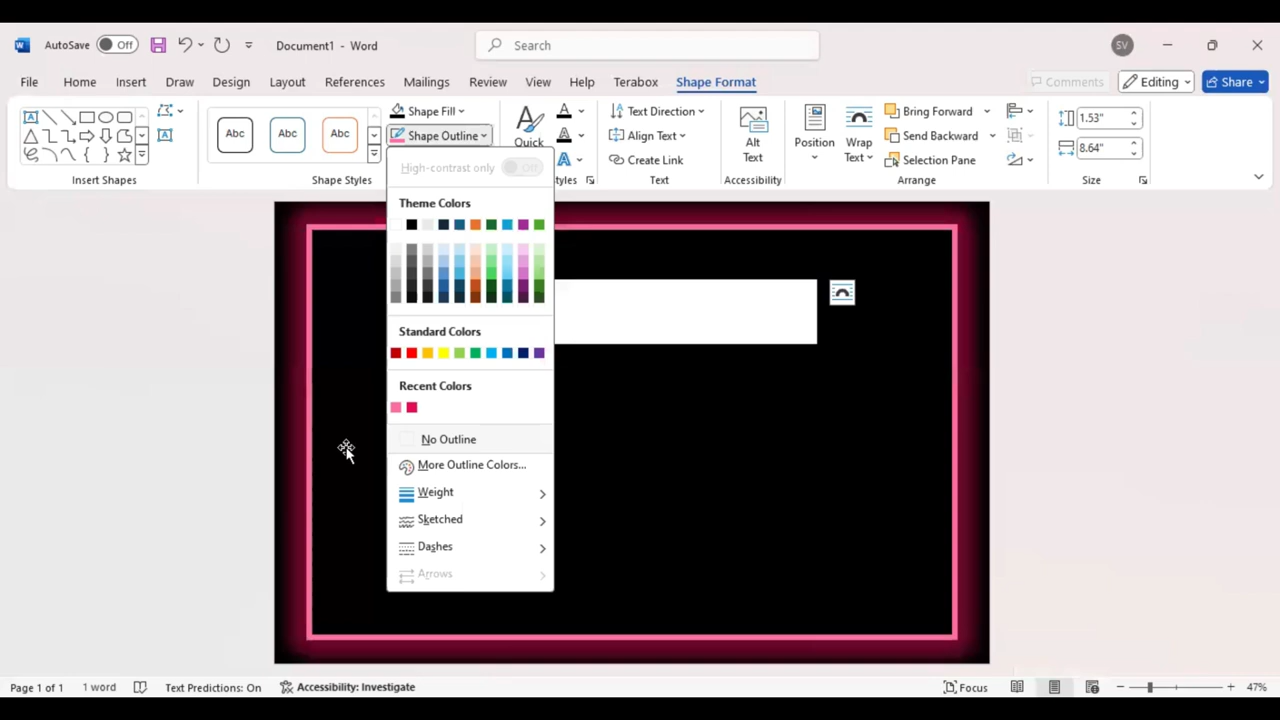 AutoSave Off Document1 - Word Search SV
File Home Insert Draw Design Layout References Mailings Review View Help Terabox Shape Format Comments Editing Share
Abc Abc Abc Shape Fill
Shape Outline
Quick
Text Direction
Align Text
Create Link
Alt
Text
Position
Wrap
Text
Bring Forward
Send Backward
Selection Pane
1.53"
8.64"
Insert Shapes Shape Styles yles Text Accessibility Arrange Size
High-contrast only Off
Theme Colors
Standard Colors
Recent Colors
No Outline
More Outline Colors...
Weight
Sketched
Dashes
Arrows
Page 1 of 1 1 word Text Predictions: On Accessibility: Investigate Focus 47%